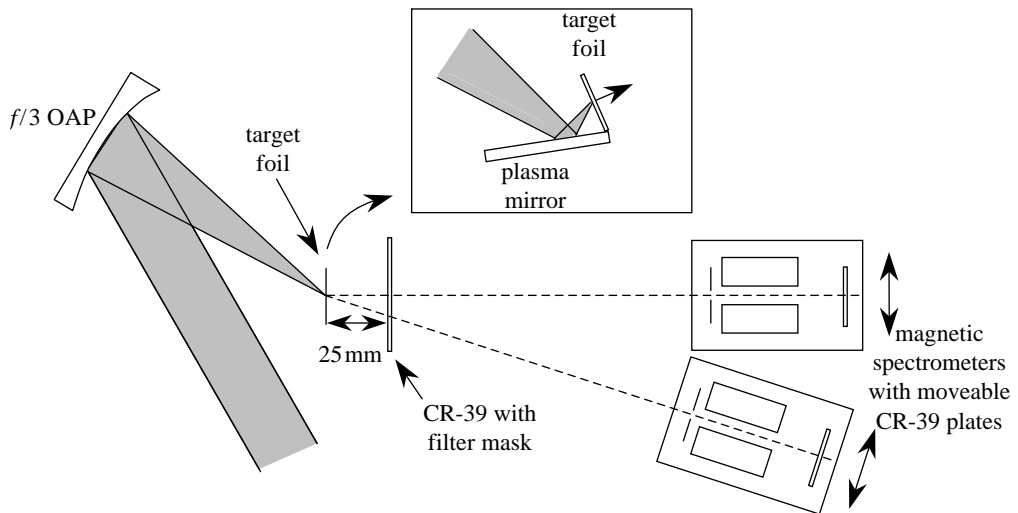 target
foil
f/3 OAP
target
foil
plasma
mirror
25 mm
CR-39 with
filter mask
magnetic
spectrometers
with moveable
CR-39 plates